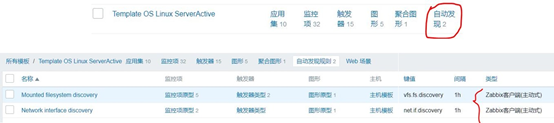 Template OS Linux ServerActive 应用集 10 监控项 32 触发器 15 图形 5 聚合图形 1 自动发现 2
所有模板 / Template OS Linux ServerActive 应用集 10 监控项 32 触发器 15 图形 5 聚合图形 1 自动发现规则 2 Web 场景
名称 监控项 触发器 图形 主机 键值 间隔 类型
Mounted filesystem discovery 监控项原型 5 触发器类型 2 图形原型 1 主机模板 vfs.fs.discovery 1h Zabbix客户端(主动式)
Network interface discovery 监控项原型 2 触发器类型 图形原型 1 主机模板 net.if.discovery 1h Zabbix客户端(主动式)